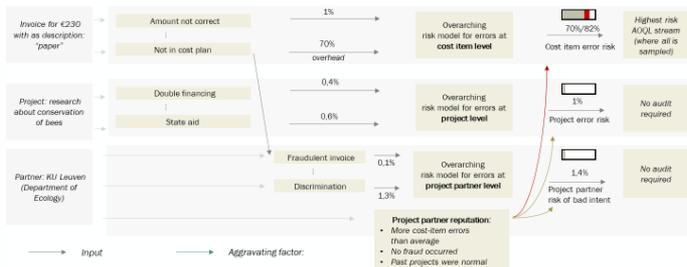 Invoice for €230
with as description:
"paper"
Amount not correct
Not in cost plan
1%
70%
overhead
Overarching
risk model for errors at
cost item level
70%/82%
Cost item error risk
Highest risk
AOQL stream
(where all is
sampled)
Project: research
about conservation
of bees
Double financing
State aid
0,4%
0,6%
Overarching
risk model for errors at
project level
1%
Project error risk
No audit
required
Partner: KU Leuven
(Department of
Ecology)
Fraudulent invoice
Discrimination
0,1%
1,3%
Overarching
risk model for errors at
project partner level
1,4%
Project partner
risk of bad intent
No audit
required
Project partner reputation:
• More cost-item errors
than average
• No fraud occurred
• Past projects were normal
Input
Aggravating factor: